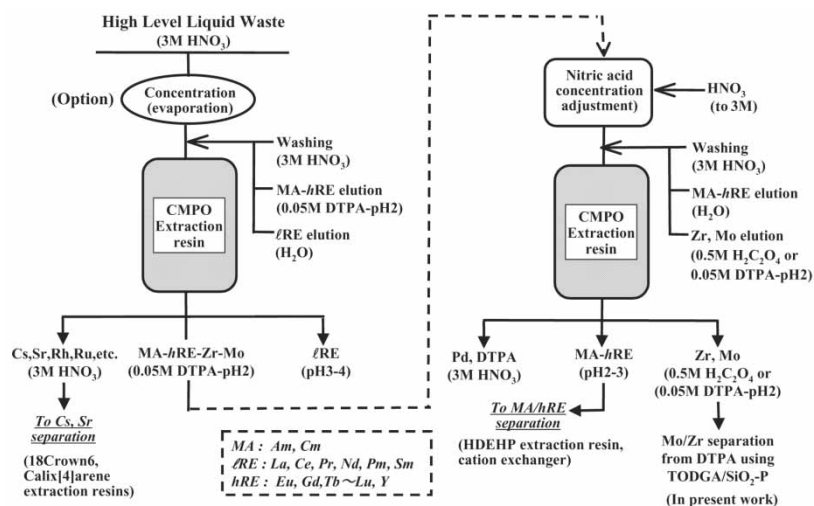 High Level Liquid Waste
(3M HNO₃)
(Option)
Concentration
(evaporation)
Washing
(3M HNO₃)
MA-hRE elution
(0.05M DTPA-pH2)
ℓRE elution
(H₂O)
CMPO
Extraction
resin
Cs,Sr,Rh,Ru,etc.
(3M HNO₃)
MA-hRE-Zr-Mo
(0.05M DTPA-pH2)
ℓRE
(pH3-4)
To Cs, Sr
separation
(18Crown6,
Calix[4]arene
extraction resins)
MA : Am, Cm
ℓRE : La, Ce, Pr, Nd, Pm, Sm
hRE : Eu, Gd,Tb～Lu, Y
Nitric acid
concentration
adjustment)
HNO₃
(to 3M)
Washing
(3M HNO₃)
MA-hRE elution
(H₂O)
Zr, Mo elution
(0.5M H₂C₂O₄ or
0.05M DTPA-pH2)
CMPO
Extraction
resin
Pd, DTPA
(3M HNO₃)
MA-hRE
(pH2-3)
Zr, Mo
(0.5M H₂C₂O₄ or
(0.05M DTPA-pH2)
To MA/hRE
separation
(HDEHP extraction resin,
cation exchanger)
Mo/Zr separation
from DTPA using
TODGA/SiO₂-P
(In present work)